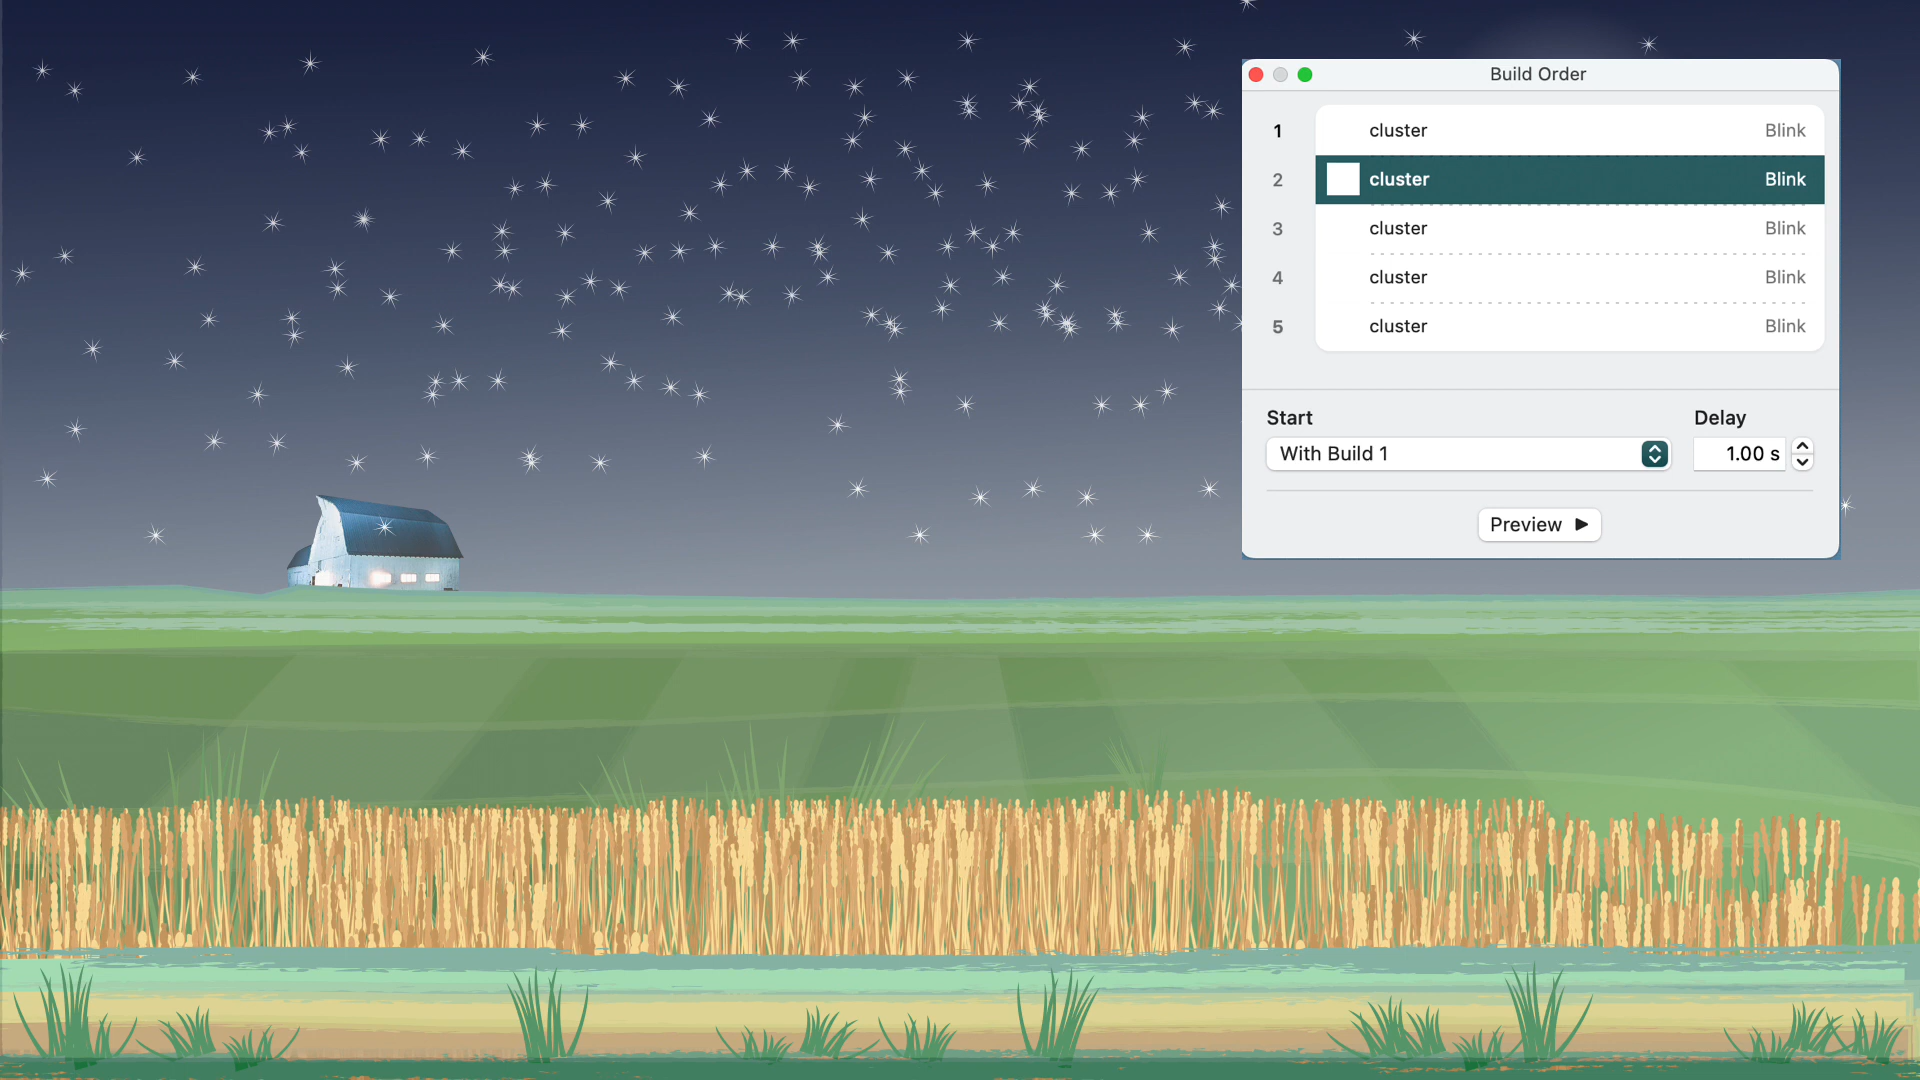 Build Order
1 cluster Blink
2 cluster Blink
3 cluster Blink
4 cluster Blink
5 cluster Blink
Start Delay
With Build 1 1.00 s
Preview